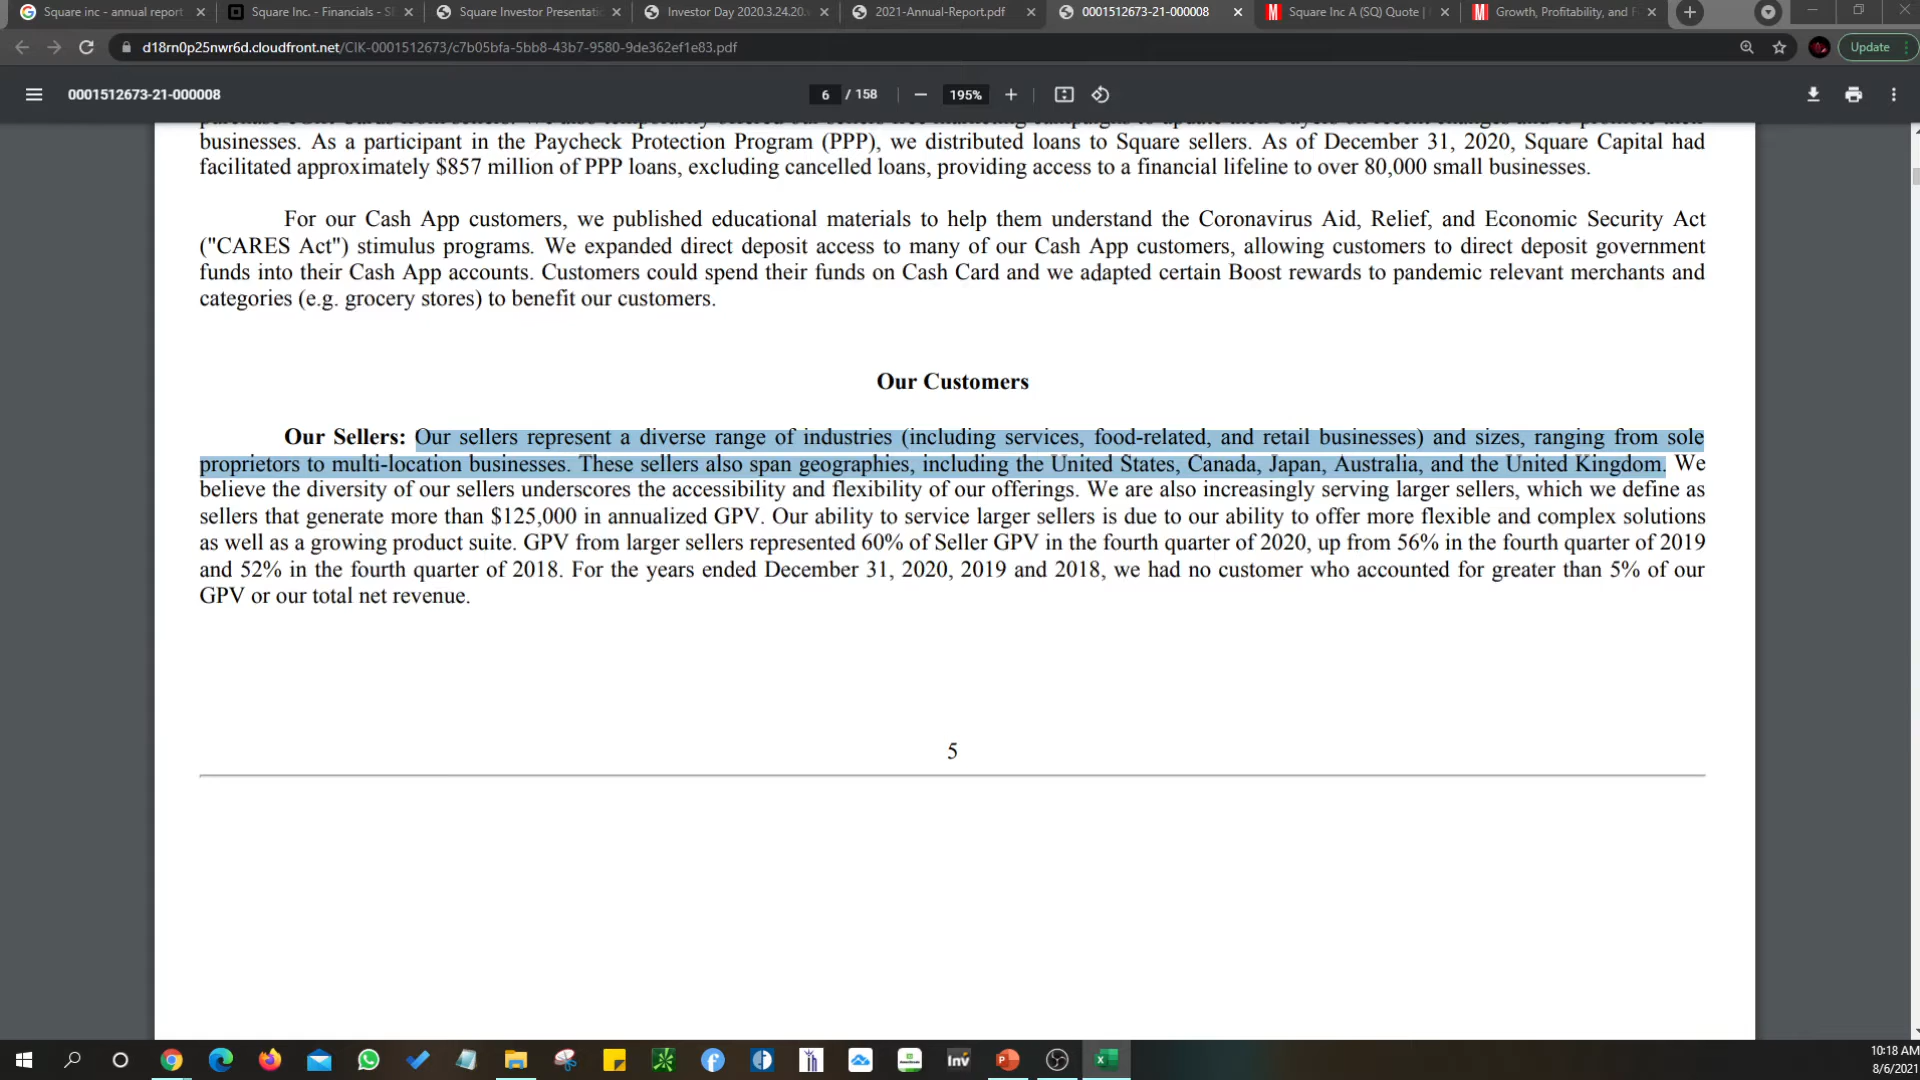 Square inc - annual report
Square Inc. - Financials - S
Square Investor Presentati
Investor Day 2020.3.24.20.
2021-Annual-Report.pdf
0001512673-21-000008
Square Inc A (SQ) Quote |
Growth, Profitability, and F
d18rn0p25nwr6d.cloudfront.net/CIK-0001512673/c7b05bfa-5bb8-43b7-9580-9de362ef1e83.pdf
Update
0001512673-21-000008
6 / 158
195%
businesses. As a participant in the Paycheck Protection Program (PPP), we distributed loans to Square sellers. As of December 31, 2020, Square Capital had
facilitated approximately $857 million of PPP loans, excluding cancelled loans, providing access to a financial lifeline to over 80,000 small businesses.
For our Cash App customers, we published educational materials to help them understand the Coronavirus Aid, Relief, and Economic Security Act
("CARES Act") stimulus programs. We expanded direct deposit access to many of our Cash App customers, allowing customers to direct deposit government
funds into their Cash App accounts. Customers could spend their funds on Cash Card and we adapted certain Boost rewards to pandemic relevant merchants and
categories (e.g. grocery stores) to benefit our customers.
Our Customers
Our Sellers: Our sellers represent a diverse range of industries (including services, food-related, and retail businesses) and sizes, ranging from sole
proprietors to multi-location businesses. These sellers also span geographies, including the United States, Canada, Japan, Australia, and the United Kingdom. We
believe the diversity of our sellers underscores the accessibility and flexibility of our offerings. We are also increasingly serving larger sellers, which we define as
sellers that generate more than $125,000 in annualized GPV. Our ability to service larger sellers is due to our ability to offer more flexible and complex solutions
as well as a growing product suite. GPV from larger sellers represented 60% of Seller GPV in the fourth quarter of 2020, up from 56% in the fourth quarter of 2019
and 52% in the fourth quarter of 2018. For the years ended December 31, 2020, 2019 and 2018, we had no customer who accounted for greater than 5% of our
GPV or our total net revenue.
5
Inv
10:18 AM
8/6/2021